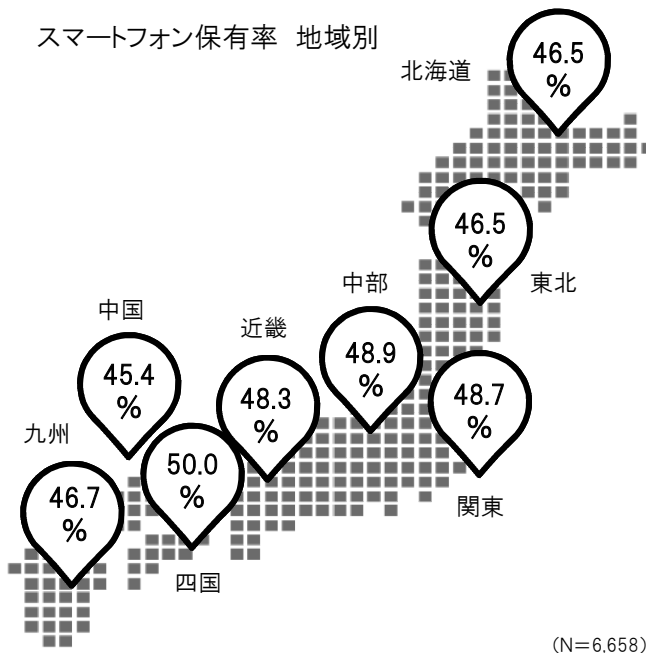 スマートフォン保有率 地域別
北海道
46.5
%
46.5
%
東北
中部
48.9
%
48.7
%
関東
近畿
48.3
%
中国
45.4
%
50.0
%
四国
九州
46.7
%
(N=6,658)